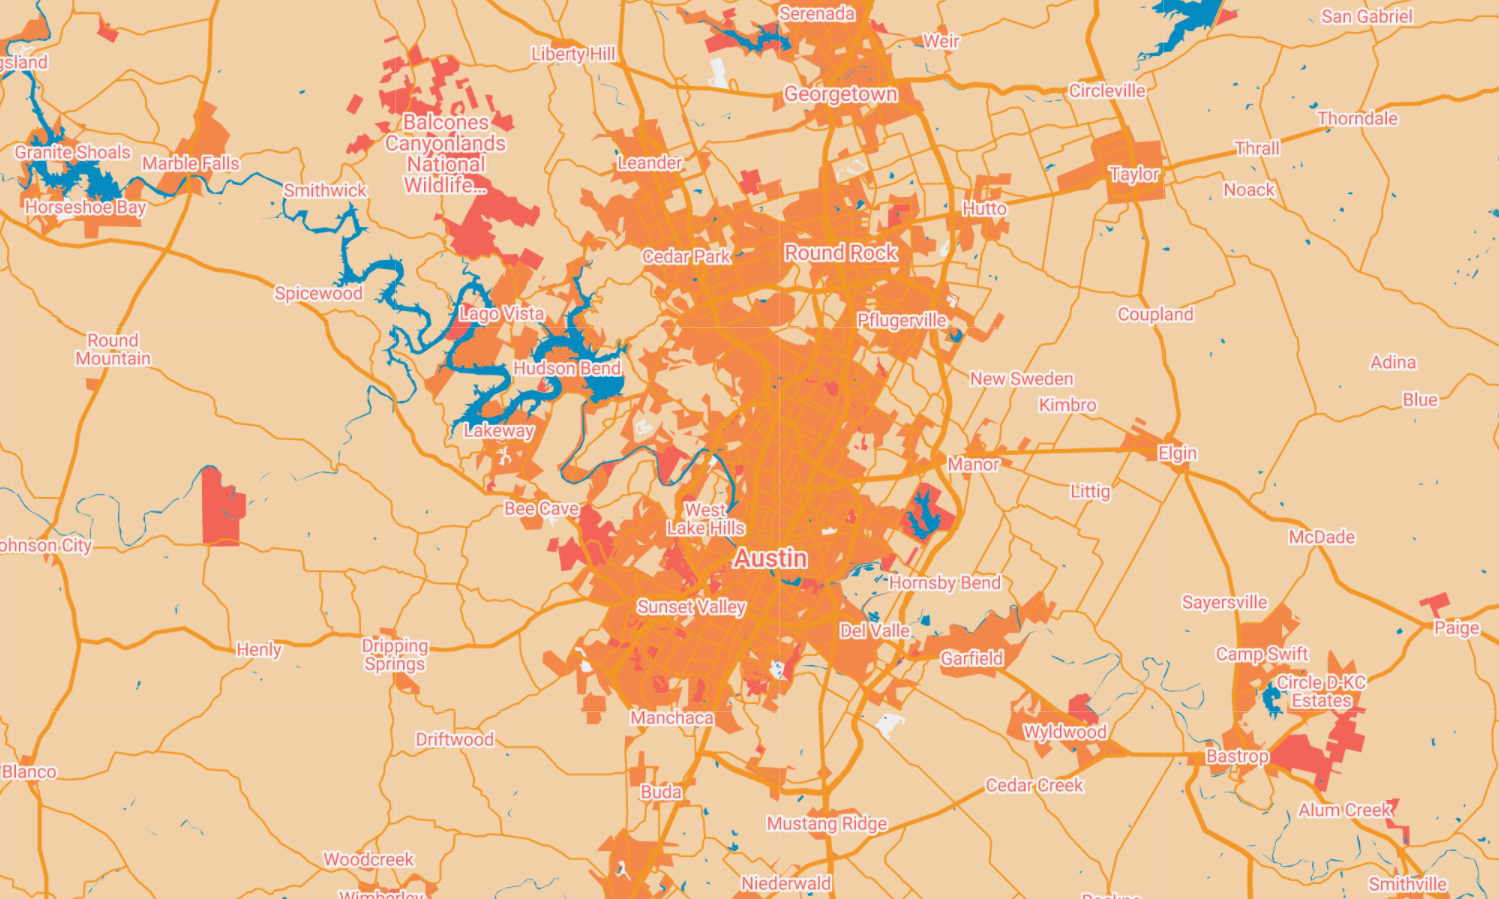 Serenada
San Gabriel
Weir
Liberty Hill
gsland
Georgetown
Circleville
Thorndale
Balcones
Canyonlands
National
Wildlife...
Granite Shoals
Marble Falls
Leander
Thrall
Taylor
Noack
Smithwick
Horseshoe Bay
Hutto
Cedar Park
Round Rock
Spicewood
Lago Vista
Coupland
Pflugerville
Round
Mountain
Hudson Bend
Adina
New Sweden
Kimbro
Blue
Lakeway
Elgin
Manor
Littig
Bee Cave
West
Lake Hills
ohnson City
McDade
Austin
Hornsby Bend
Sunset Valley
Sayersville
Del Valle
Paige
Henly
Dripping
Springs
Garfield
Camp Swift
Circle D-KC
Estates
Manchaca
Wyldwood
Driftwood
Bastrop
Blanco
Cedar Creek
Buda
Alum Creek
Mustang Ridge
Woodcreek
Niederwald
Smithville
Wimberley